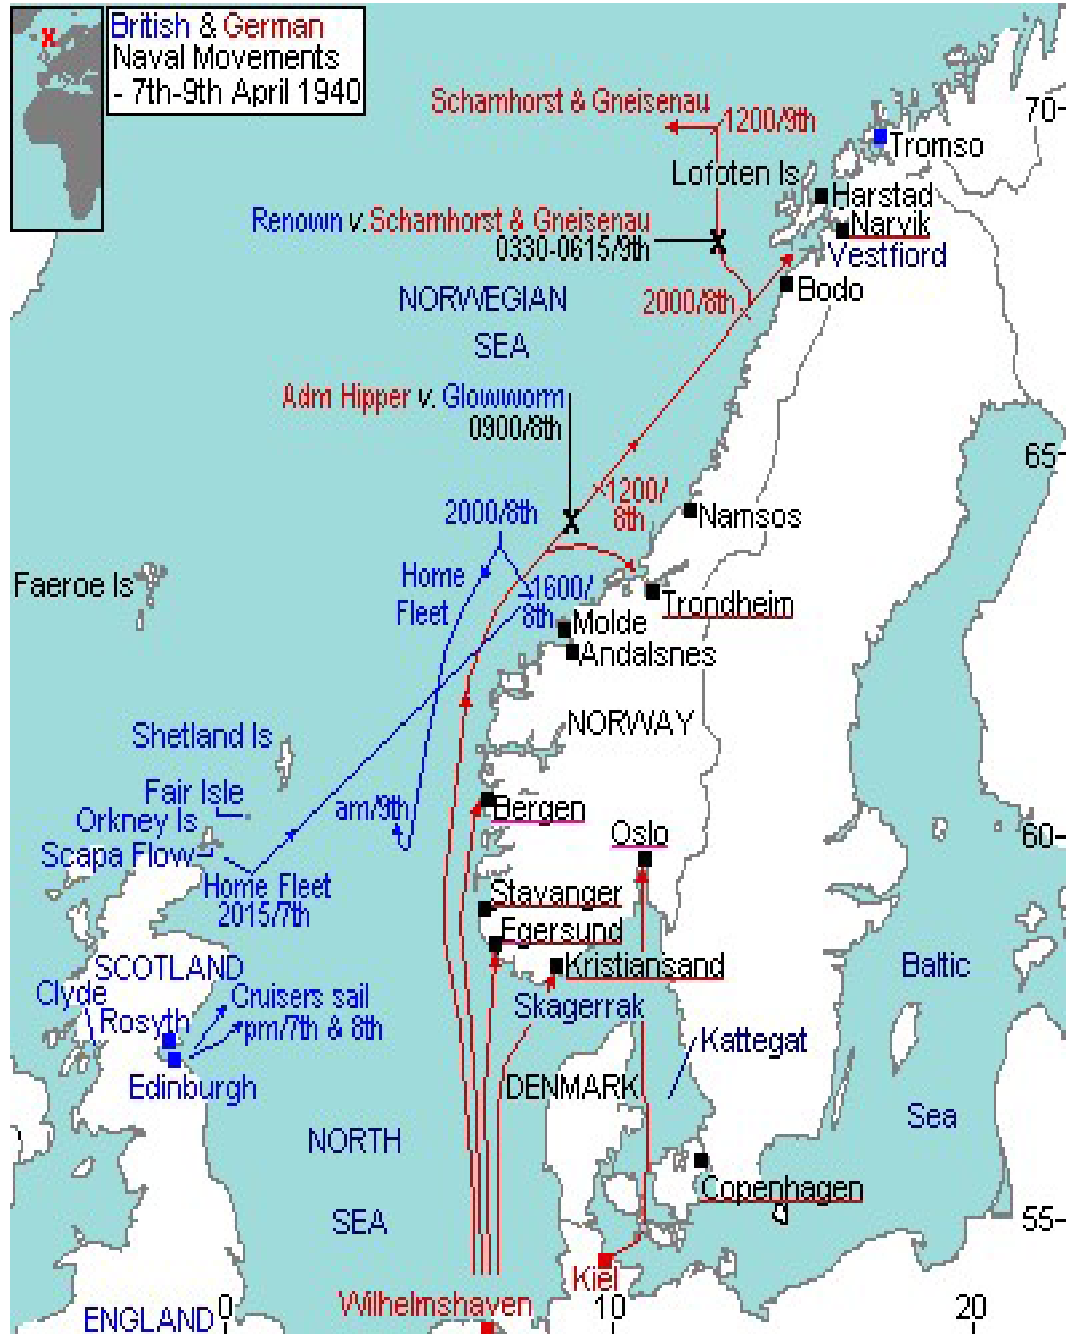 British & German
Naval Movements
- 7th-9th April 1940
Scharnhorst & Gneisenau
1200/9th
70
Tromso
Lofoten Is
Harstad
Renown v. Scharnhorst & Gneisenau
0330-0615/9th
Narvik
Vestfiord
NORWEGIAN
SEA
2000/8th
Bodo
Adm Hipper v. Glowworm
0900/8th
65
1200/
8th
2000/8th
Namsos
Faeroe Is
Home
Fleet
1600/
8th
Trondheim
Molde
Andalsnes
NORWAY
Shetland Is
Fair Isle
Orkney Is
Scapa Flow
am/9th
Bergen
Oslo
60
Home Fleet
2015/7th
Stavanger
Egersund
Kristiansand
SCOTLAND
Clyde
Rosyth
Cruisers sail
pm/7th & 8th
Edinburgh
Skagerrak
Baltic
Sea
Kattegat
DENMARK
NORTH
SEA
Copenhagen
55
Kiel
Wilhelmshaven
ENGLAND
0
10
20